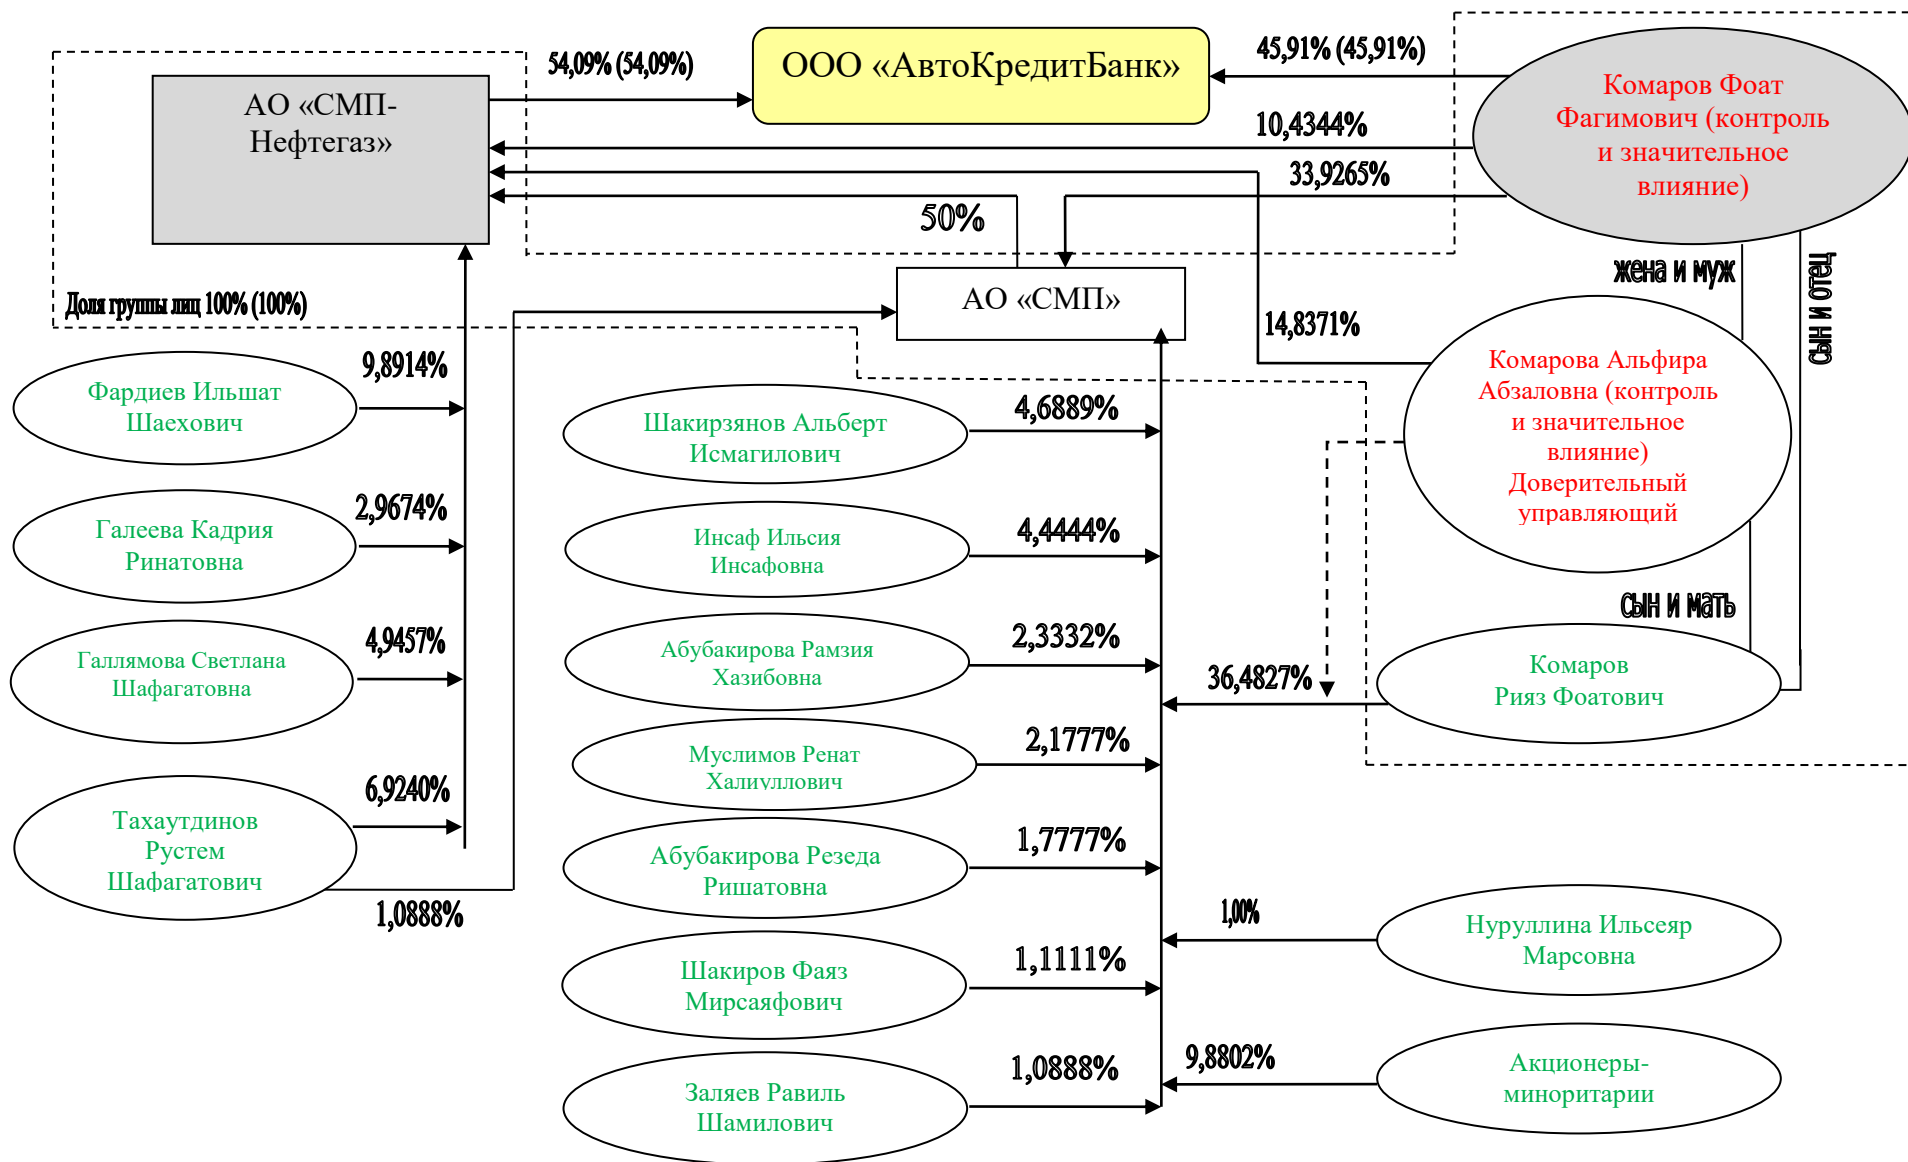 54,09% (54,09%)
ООО «АвтоКредитБанк»
45,91% (45,91%)
АО «СМП-
Нефтегаз»
Комаров Фоат
Фагимович (контроль
и значительное
влияние)
10,4344%
33,9265%
50%
жена и муж
сын и отец
Доля группы лиц 100% (100%)
АО «СМП»
14,8371%
Комарова Альфира
Абзаловна (контроль
и значительное
влияние)
Доверительный
управляющий
9,8914%
Фардиев Ильшат
Шаехович
4,6889%
Шакирзянов Альберт
Исмагилович
2,9674%
Галеева Кадрия
Ринатовна
4,4444%
Инсаф Ильсия
Инсафовна
сын и мать
4,9457%
Галлямова Светлана
Шафагатовна
2,3332%
Абубакирова Рамзия
Хазибовна
36,4827%
Комаров
Рияз Фоатович
2,1777%
Муслимов Ренат
Халиуллович
6,9240%
Тахаутдинов
Рустем
Шафагатович
1,0888%
1,7777%
Абубакирова Резеда
Ришатовна
1,00%
Нуруллина Ильсеяр
Марсовна
1,1111%
Шакиров Фаяз
Мирсаяфович
9,8802%
Акционеры-
миноритарии
1,0888%
Заляев Равиль
Шамилович